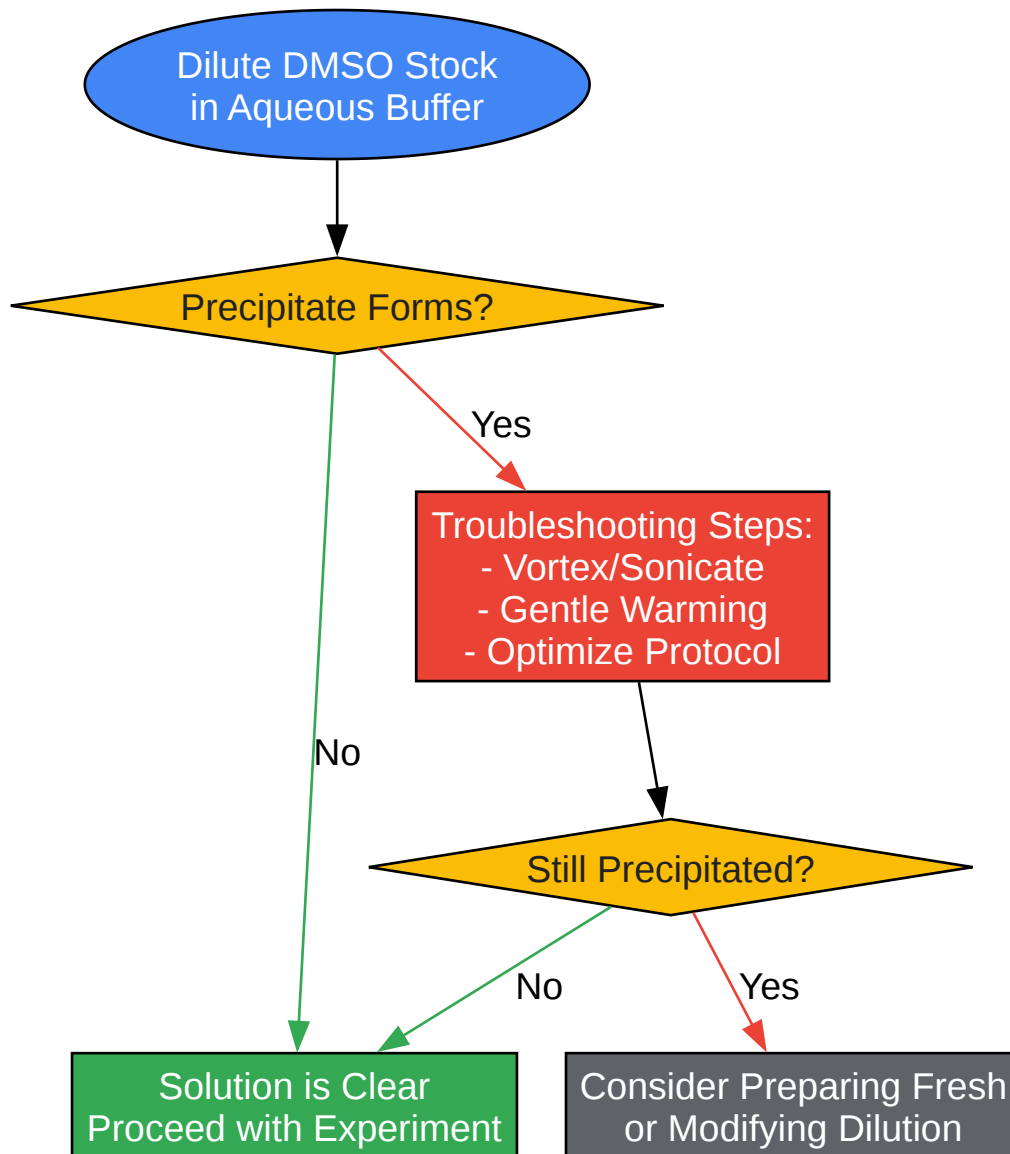 Dilute DMSO Stock
in Aqueous Buffer
Precipitate Forms?
Yes
Troubleshooting Steps:
- Vortex/Sonicate
- Gentle Warming
- Optimize Protocol
No
Still Precipitated?
No
Yes
Solution is Clear
Proceed with Experiment
Consider Preparing Fresh
or Modifying Dilution